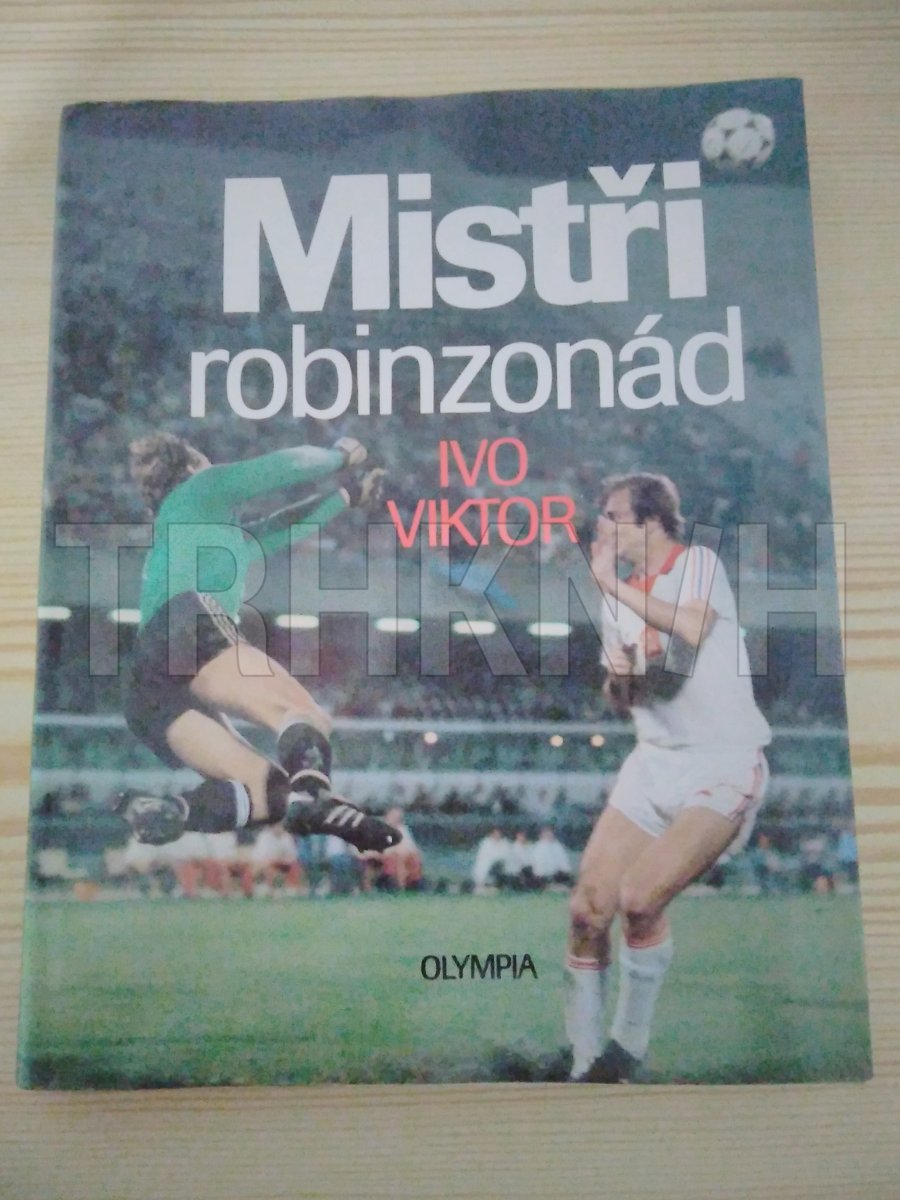 Mistři
robinzonád
IVO
VIKTOR
TRHKNIH
OLYMPIA